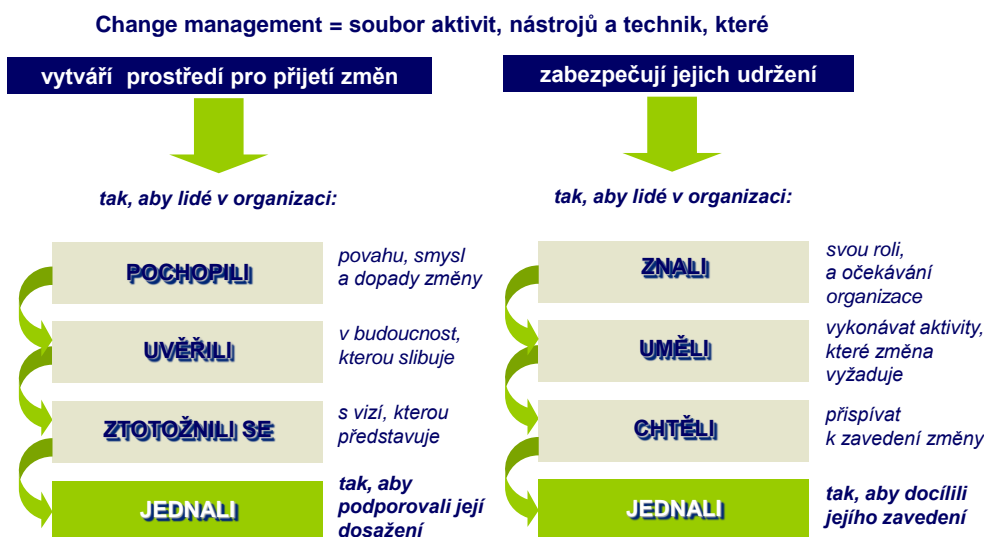 Change management = soubor aktivit, nástrojů a technik, které
vytváří prostředí pro přijetí změn
tak, aby lidé v organizaci:
POCHOPILI
povahu, smysl
a dopady změny
UVĚŘILI
v budoucnost,
kterou slibuje
ZTOTOŽNILI SE
s vizí, kterou
představuje
JEDNALI
tak, aby
podporovali její
dosažení
zabezpečují jejich udržení
tak, aby lidé v organizaci:
ZNALI
svou roli,
a očekávání
organizace
UMĚLI
vykonávat aktivity,
které změna
vyžaduje
CHTĚLI
přispívat
k zavedení změny
JEDNALI
tak, aby docílili
jejího zavedení